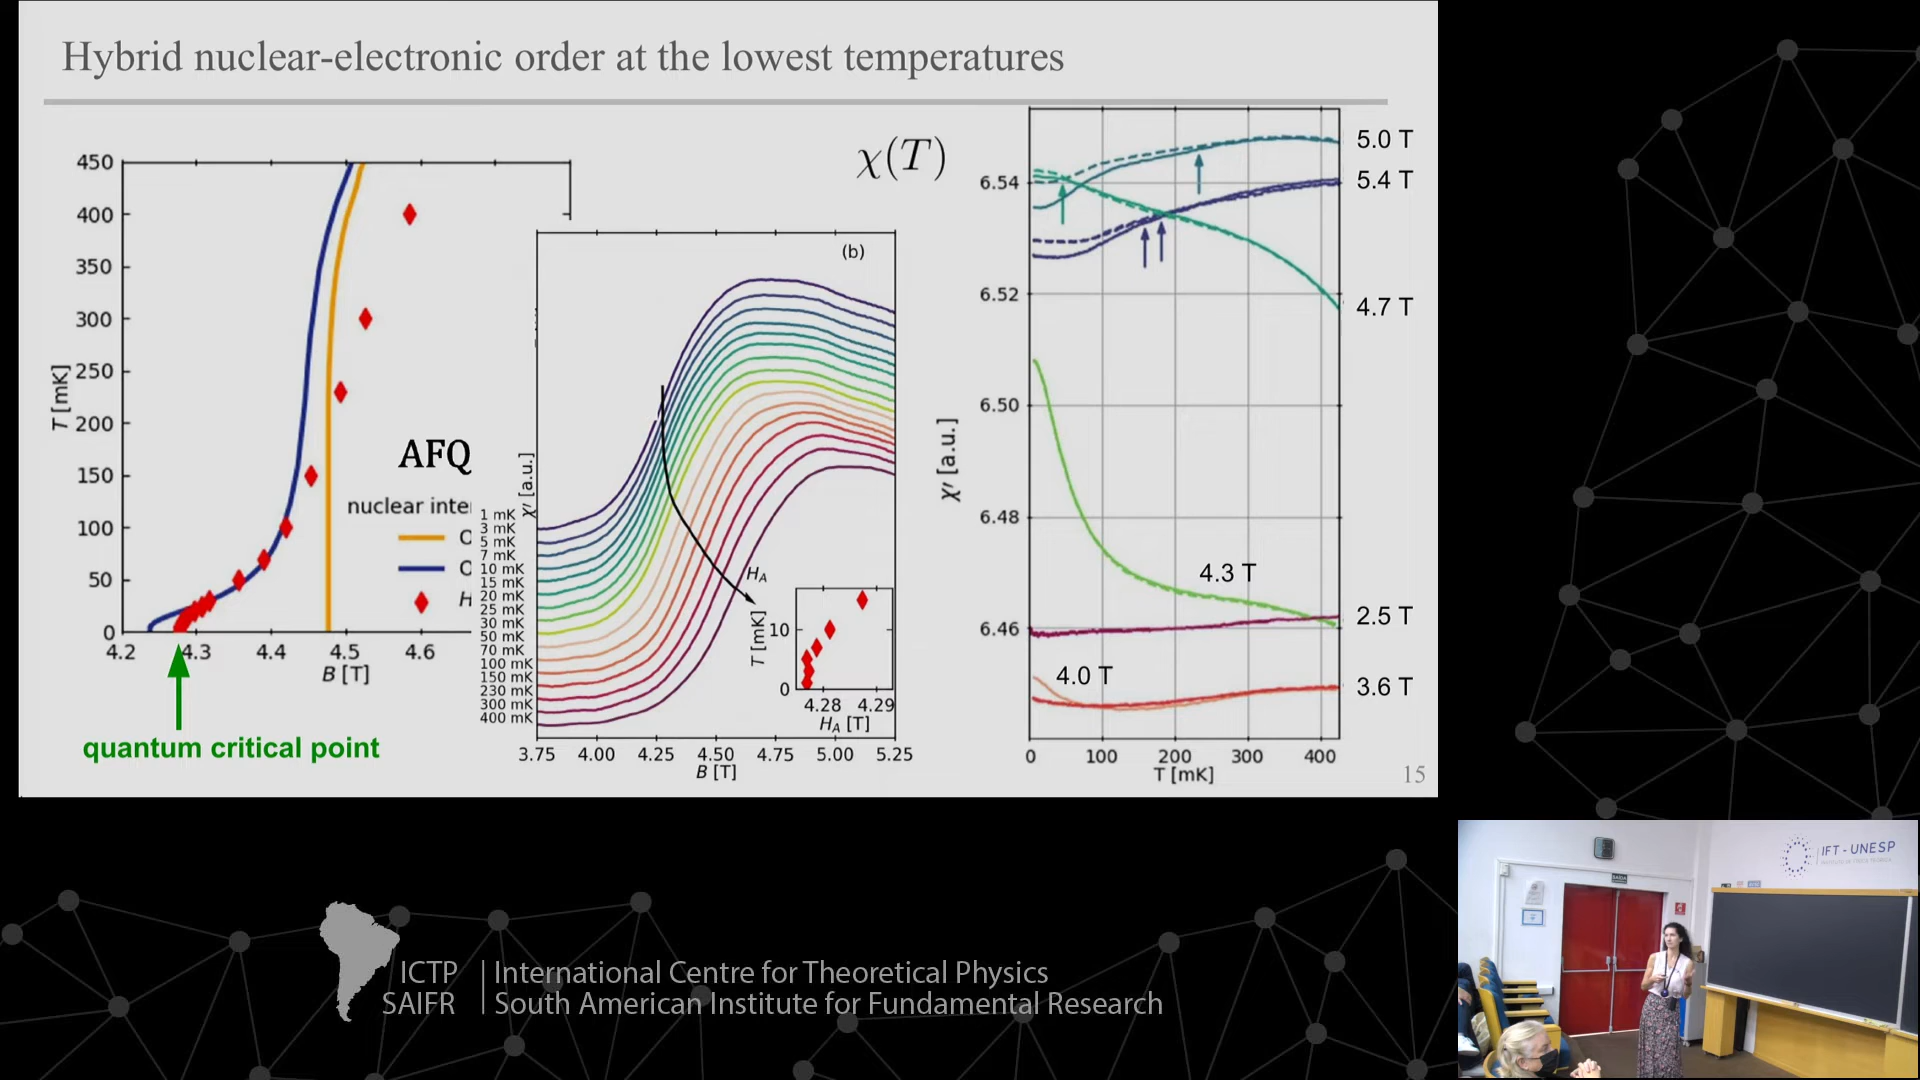 Hybrid nuclear-electronic order at the lowest temperatures
450
400
350
300
250
200
150
100
50
0
T [mK]
4.2
4.3
4.4
4.5
4.6
B [T]
AFQ
nuclear inte
quantum critical point
(b)
χ′ [a.u.]
1 mK
3 mK
5 mK
7 mK
10 mK
15 mK
20 mK
25 mK
30 mK
50 mK
70 mK
100 mK
150 mK
230 mK
300 mK
400 mK
3.75 4.00 4.25 4.50 4.75 5.00 5.25
B [T]
H_A
T [mK]
10
0
4.28 4.29
H_A [T]
χ(T)
6.54
6.52
6.50
6.48
6.46
χ′ [a.u.]
0 100 200 300 400
T [mK]
5.0 T
5.4 T
4.7 T
4.3 T
2.5 T
4.0 T
3.6 T
15
IFT - UNESP
ICTP
SAIFR
International Centre for Theoretical Physics
South American Institute for Fundamental Research